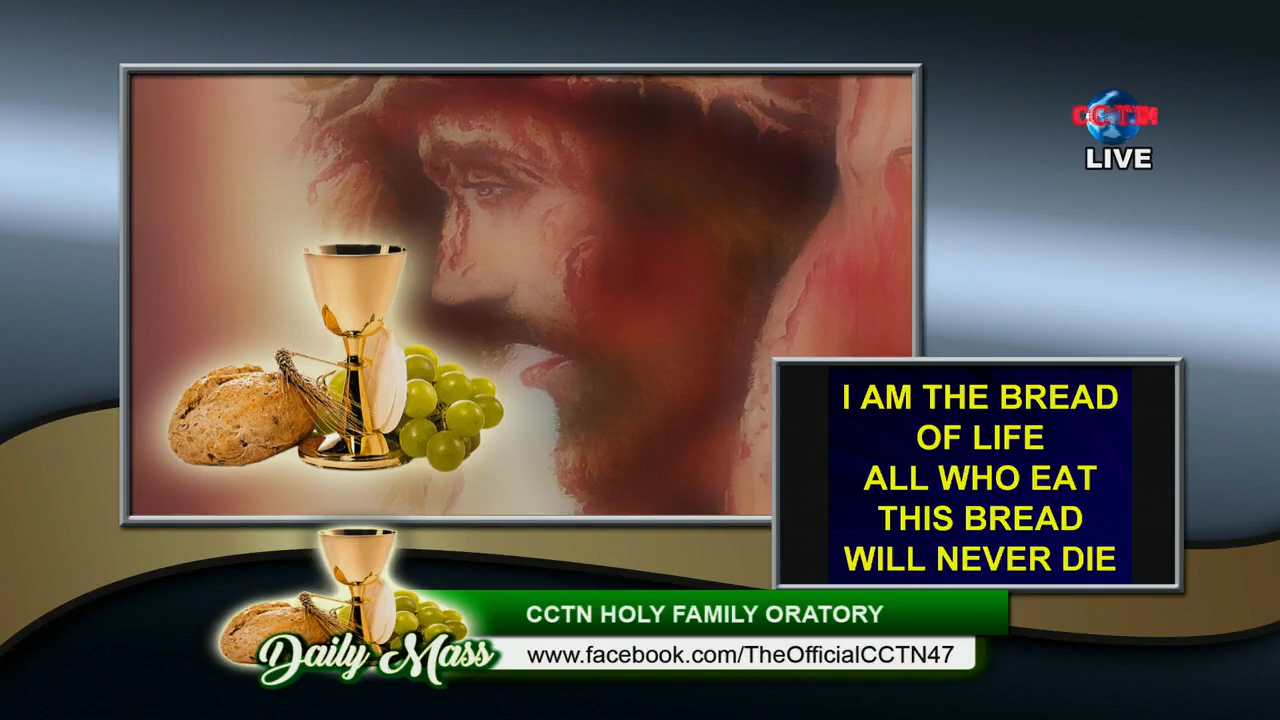 CCTN
LIVE
I AM THE BREAD
OF LIFE
ALL WHO EAT
THIS BREAD
WILL NEVER DIE
CCTN HOLY FAMILY ORATORY
Daily Mass
www.facebook.com/TheOfficialCCTN47